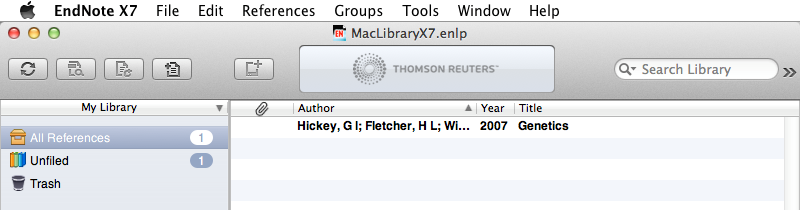 EndNote X7 File Edit References Groups Tools Window Help
MacLibraryX7.enlp
THOMSON REUTERS™ Search Library
My Library Author Year Title
All References 1 Hickey, G I; Fletcher, H L; Wi... 2007 Genetics
Unfiled 1
Trash